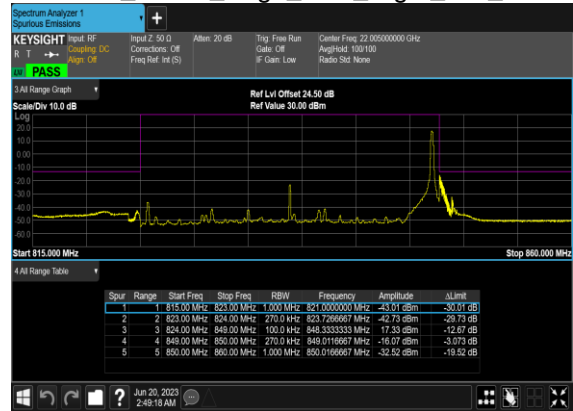 Spectrum Analyzer 1
Spurious Emissions
+
KEYSIGHT Input: RF Input Z: 50 Ω Atten: 20 dB Trig: Free Run Center Freq: 22.005000000 GHz
R T Coupling: DC Corrections: Off Gate: Off Avg|Hold: 100/100
Align: Off Freq Ref: Int (S) IF Gain: Low Radio Std: None
LW PASS
3 All Range Graph
Ref Lvl Offset 24.50 dB
Scale/Div 10.0 dB Ref Value 30.00 dBm
Log
20.0
10.0
0.00
-10.0
-20.0
-30.0
-40.0
-50.0
-60.0
Start 815.000 MHz Stop 860.000 MHz
4 All Range Table
Spur Range Start Freq Stop Freq RBW Frequency Amplitude ΔLimit
1 1 815.00 MHz 823.00 MHz 1.000 MHz 821.0000000 MHz -43.01 dBm -30.01 dB
2 2 823.00 MHz 824.00 MHz 270.0 kHz 823.7266667 MHz -42.73 dBm -29.73 dB
3 3 824.00 MHz 849.00 MHz 100.0 kHz 848.3333333 MHz 17.33 dBm -12.67 dB
4 4 849.00 MHz 850.00 MHz 270.0 kHz 849.0116667 MHz -16.07 dBm -3.073 dB
5 5 850.00 MHz 860.00 MHz 1.000 MHz 850.0166667 MHz -32.52 dBm -19.52 dB
? Jun 20, 2023
2:49:18 AM